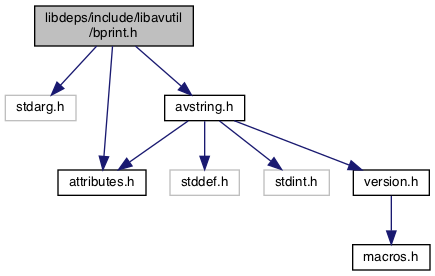 libdeps/include/libavutil
/bprint.h
stdarg.h
avstring.h
attributes.h
stddef.h
stdint.h
version.h
macros.h